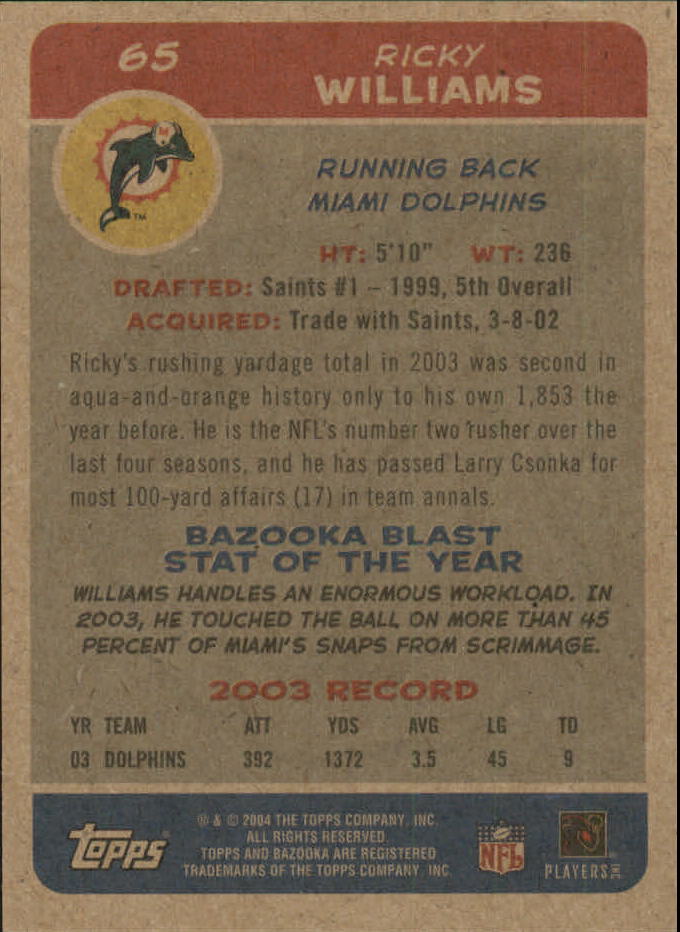 65
RICKY
WILLIAMS
TM
RUNNING BACK
MIAMI DOLPHINS
HT: 5'10" WT: 236
DRAFTED: Saints #1 – 1999, 5th Overall
ACQUIRED: Trade with Saints, 3-8-02
Ricky's rushing yardage total in 2003 was second in
aqua-and-orange history only to his own 1,853 the
year before. He is the NFL's number two rusher over the
last four seasons, and he has passed Larry Csonka for
most 100-yard affairs (17) in team annals.
BAZOOKA BLAST
STAT OF THE YEAR
WILLIAMS HANDLES AN ENORMOUS WORKLOAD. IN
2003, HE TOUCHED THE BALL ON MORE THAN 45
PERCENT OF MIAMI'S SNAPS FROM SCRIMMAGE.
2003 RECORD
YR TEAM ATT YDS AVG LG TD
03 DOLPHINS 392 1372 3.5 45 9
Topps®
® & © 2004 THE TOPPS COMPANY, INC.
ALL RIGHTS RESERVED.
TOPPS AND BAZOOKA ARE REGISTERED
TRADEMARKS OF THE TOPPS COMPANY, INC.
NFL
PLAYERS INC